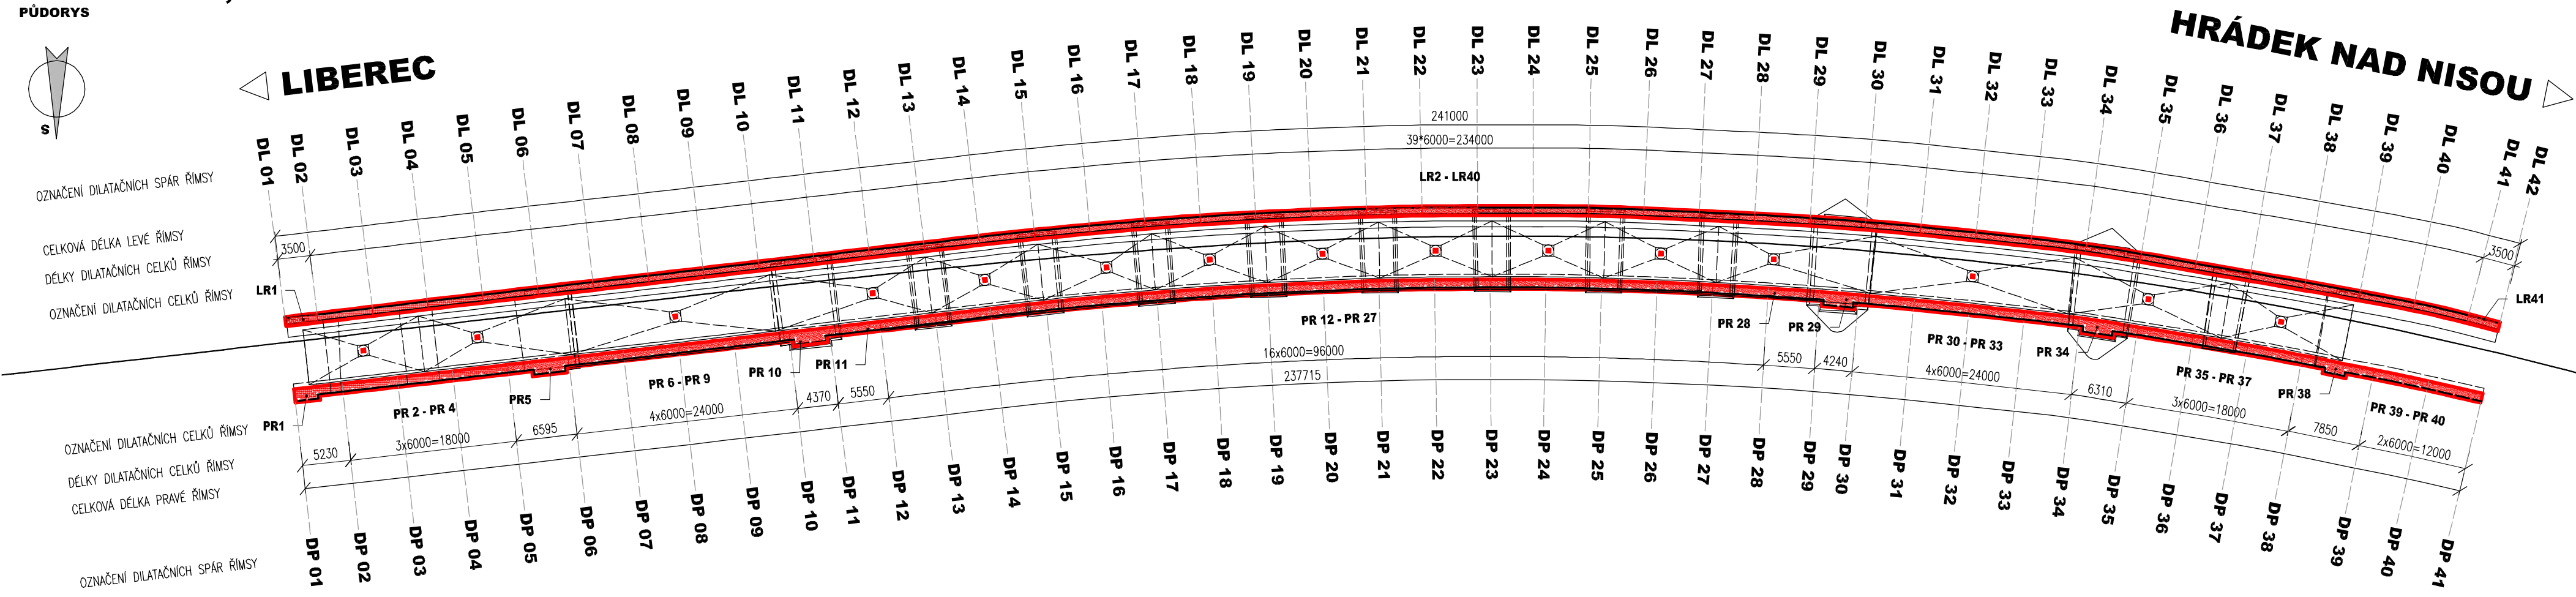 PŮDORYS
S
LIBEREC
HRÁDEK NAD NISOU
DL 01
DL 02
DL 03
DL 04
DL 05
DL 06
DL 07
DL 08
DL 09
DL 10
DL 11
DL 12
DL 13
DL 14
DL 15
DL 16
DL 17
DL 18
DL 19
DL 20
DL 21
DL 22
DL 23
DL 24
DL 25
DL 26
DL 27
DL 28
DL 29
DL 30
DL 31
DL 32
DL 33
DL 34
DL 35
DL 36
DL 37
DL 38
DL 39
DL 40
DL 41
DL 42
OZNAČENÍ DILATAČNÍCH SPÁR ŘÍMSY
241000
CELKOVÁ DÉLKA LEVÉ ŘÍMSY
3500
39*6000=234000
3500
DÉLKY DILATAČNÍCH CELKŮ ŘÍMSY
LR1
LR2 - LR40
LR41
OZNAČENÍ DILATAČNÍCH CELKŮ ŘÍMSY
PR1
PR 2 - PR 4
PR5
PR 6 - PR 9
PR 10
PR 11
PR 12 - PR 27
PR 28
PR 29
PR 30 - PR 33
PR 34
PR 35 - PR 37
PR 38
PR 39 - PR 40
OZNAČENÍ DILATAČNÍCH CELKŮ ŘÍMSY
5230
3x6000=18000
6595
4x6000=24000
4370
5550
16x6000=96000
5550
4240
4x6000=24000
6310
3x6000=18000
7850
2x6000=12000
DÉLKY DILATAČNÍCH CELKŮ ŘÍMSY
237715
CELKOVÁ DÉLKA PRAVÉ ŘÍMSY
DP 01
DP 02
DP 03
DP 04
DP 05
DP 06
DP 07
DP 08
DP 09
DP 10
DP 11
DP 12
DP 13
DP 14
DP 15
DP 16
DP 17
DP 18
DP 19
DP 20
DP 21
DP 22
DP 23
DP 24
DP 25
DP 26
DP 27
DP 28
DP 29
DP 30
DP 31
DP 32
DP 33
DP 34
DP 35
DP 36
DP 37
DP 38
DP 39
DP 40
DP 41
OZNAČENÍ DILATAČNÍCH SPÁR ŘÍMSY